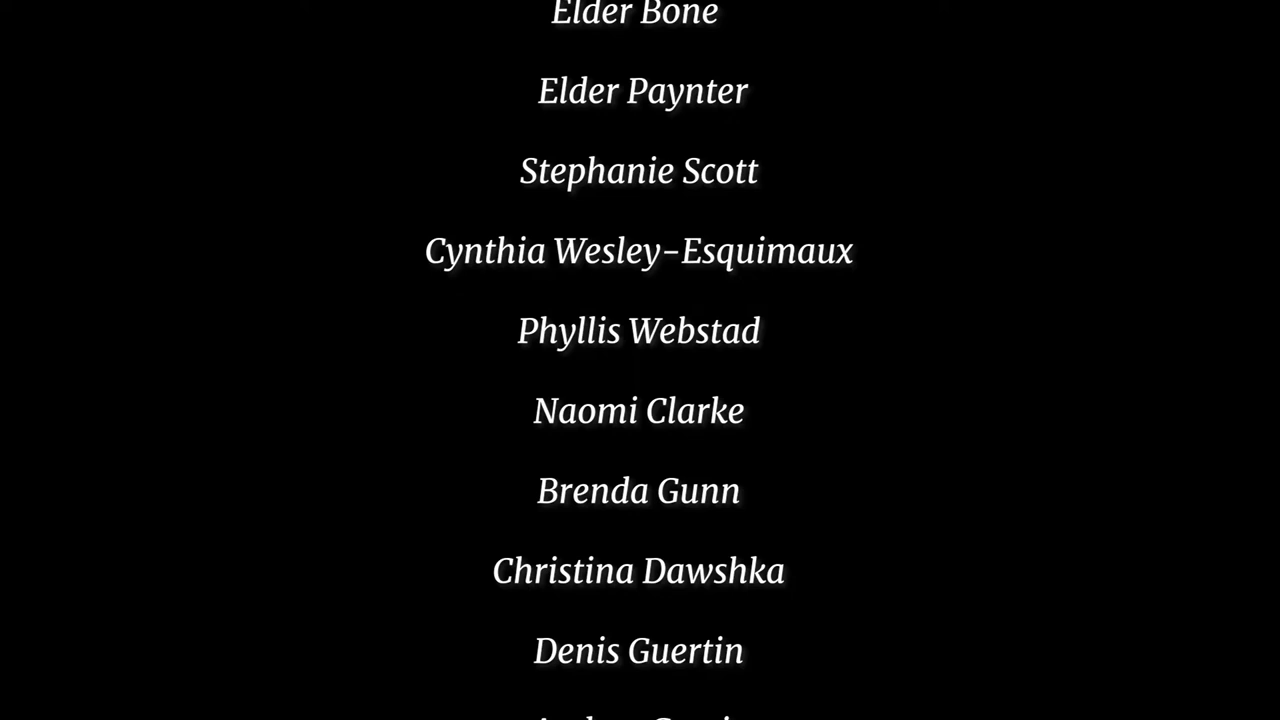 Elder Bone
Elder Paynter
Stephanie Scott
Cynthia Wesley-Esquimaux
Phyllis Webstad
Naomi Clarke
Brenda Gunn
Christina Dawshka
Denis Guertin